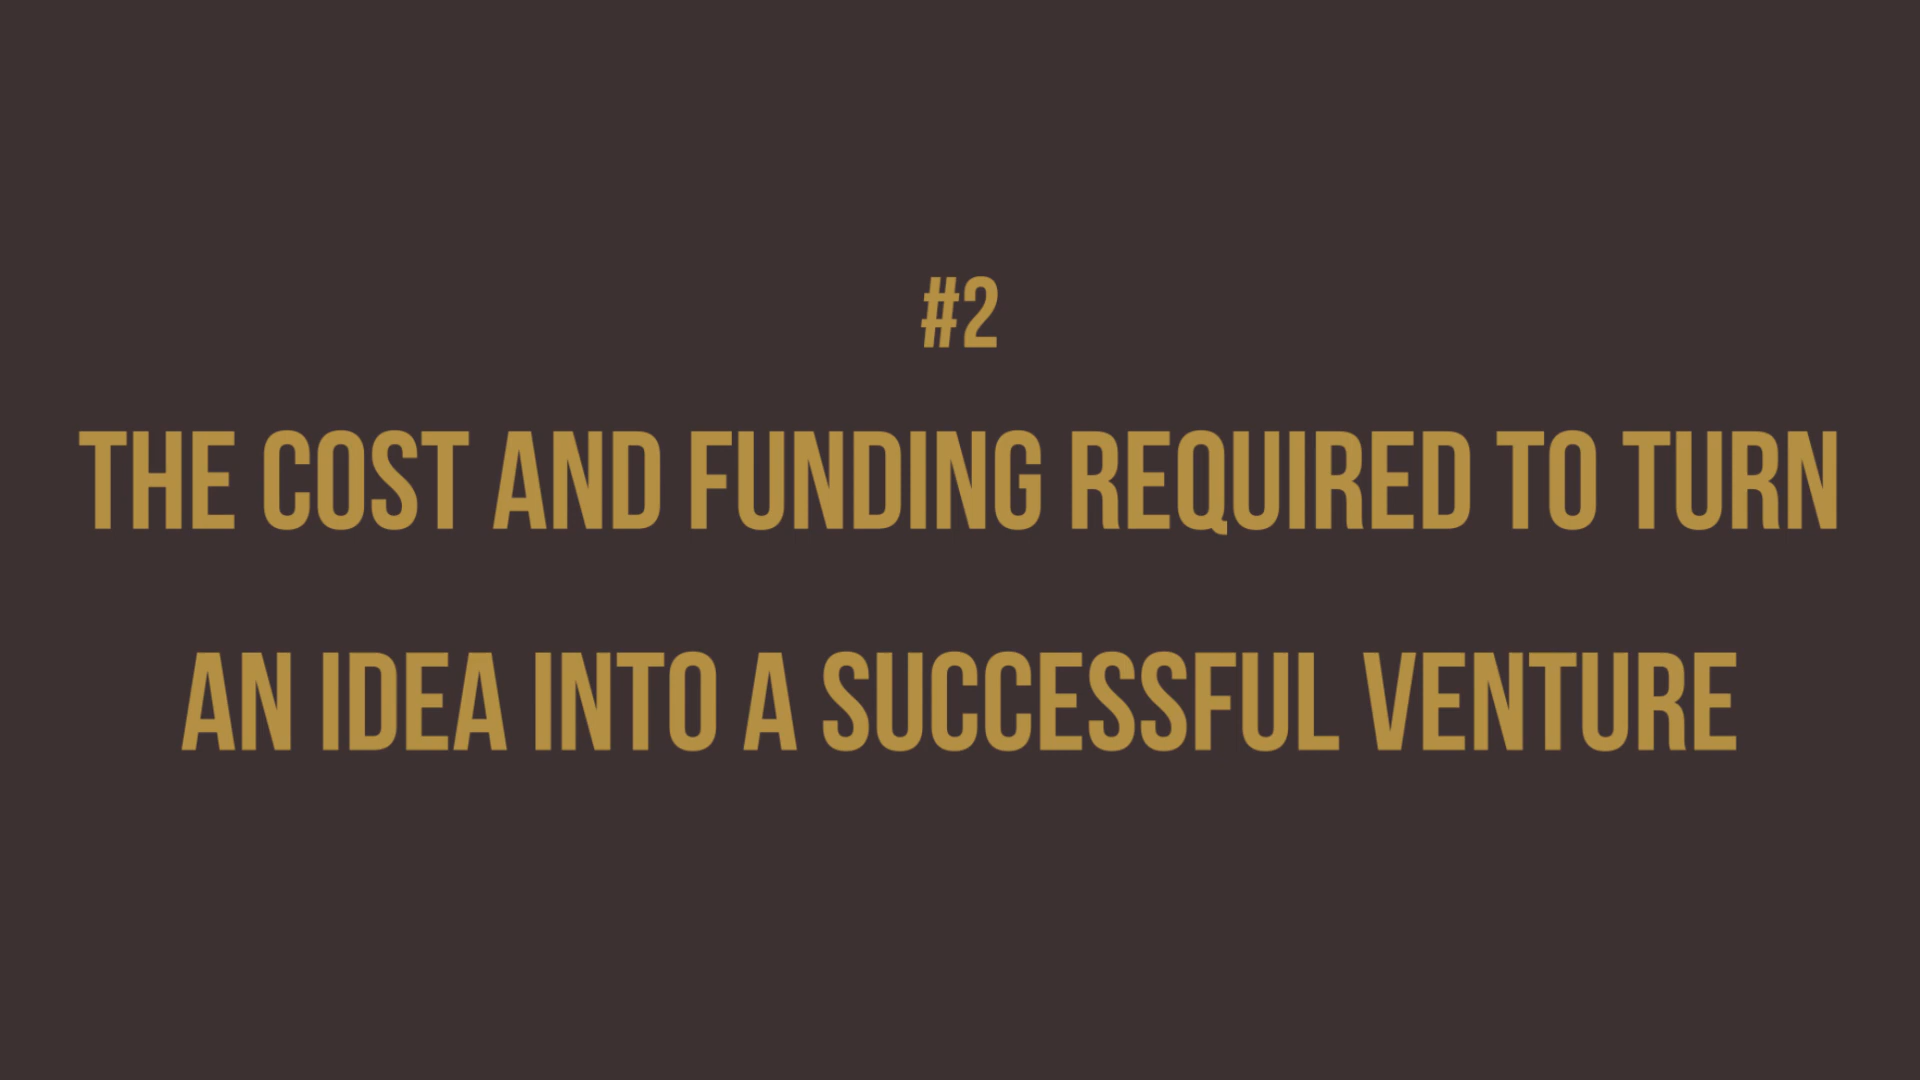 #2
THE COST AND FUNDING REQUIRED TO TURN
AN IDEA INTO A SUCCESSFUL VENTURE